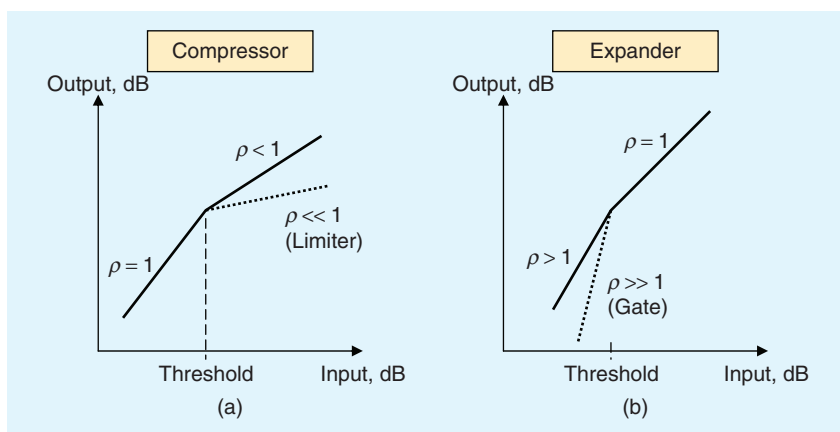 Compressor
Output, dB
ρ < 1
ρ << 1
(Limiter)
ρ = 1
Threshold
Input, dB
(a)
Expander
Output, dB
ρ = 1
ρ > 1
ρ >> 1
(Gate)
Threshold
Input, dB
(b)